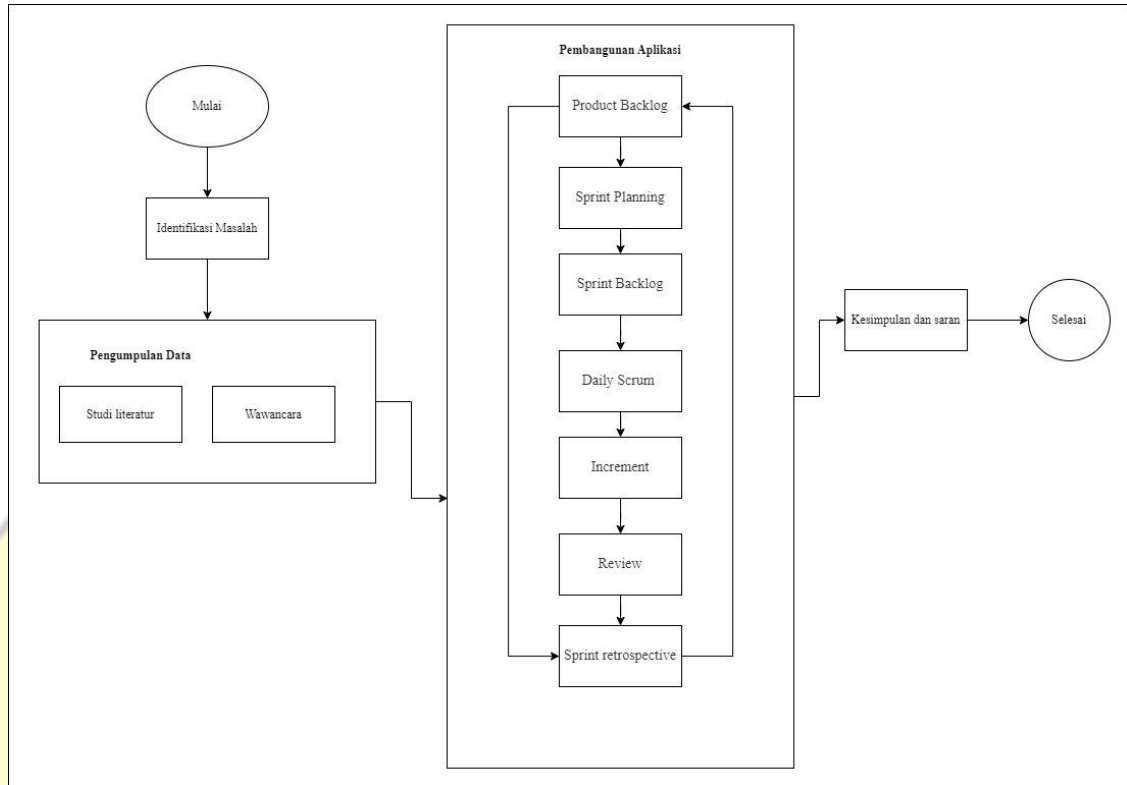 Mulai
Identifikasi Masalah
Pengumpulan Data
Studi literatur
Wawancara
Pembangunan Aplikasi
Product Backlog
Sprint Planning
Sprint Backlog
Daily Scrum
Increment
Review
Sprint retrospective
Kesimpulan dan saran
Selesai